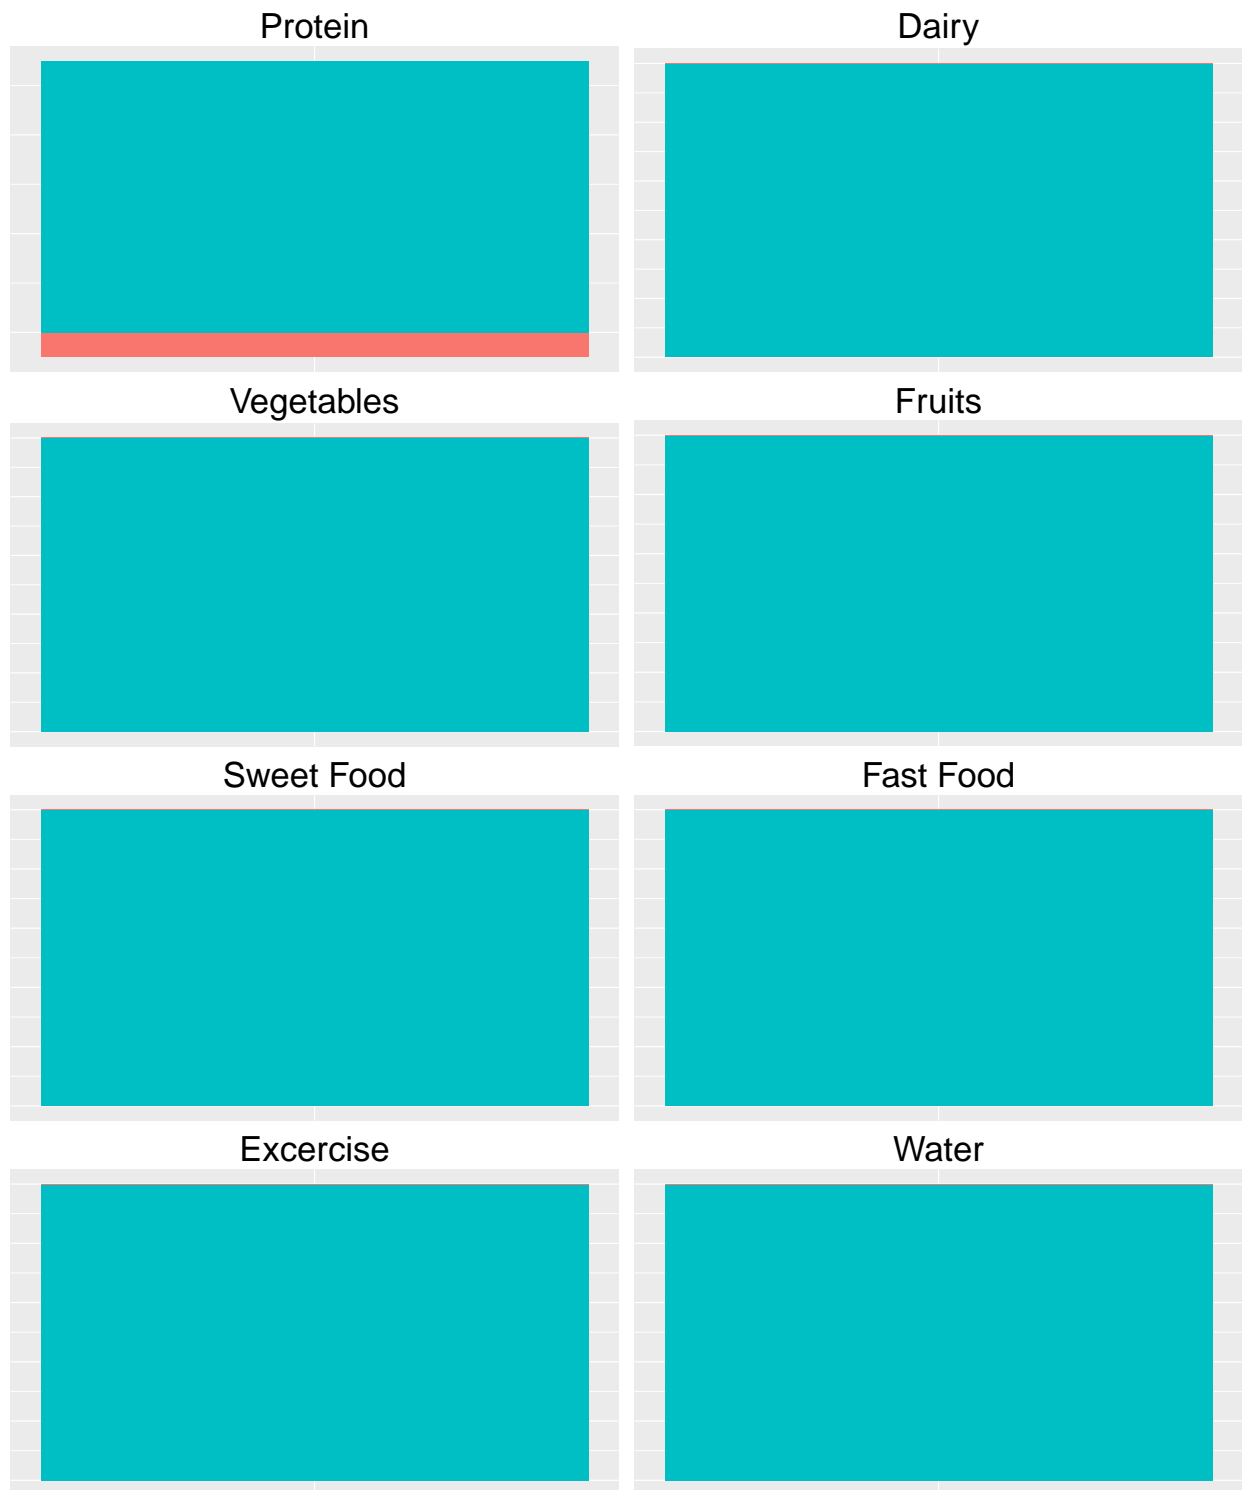 Protein
Dairy
Vegetables
Fruits
Sweet Food
Fast Food
Excercise
Water